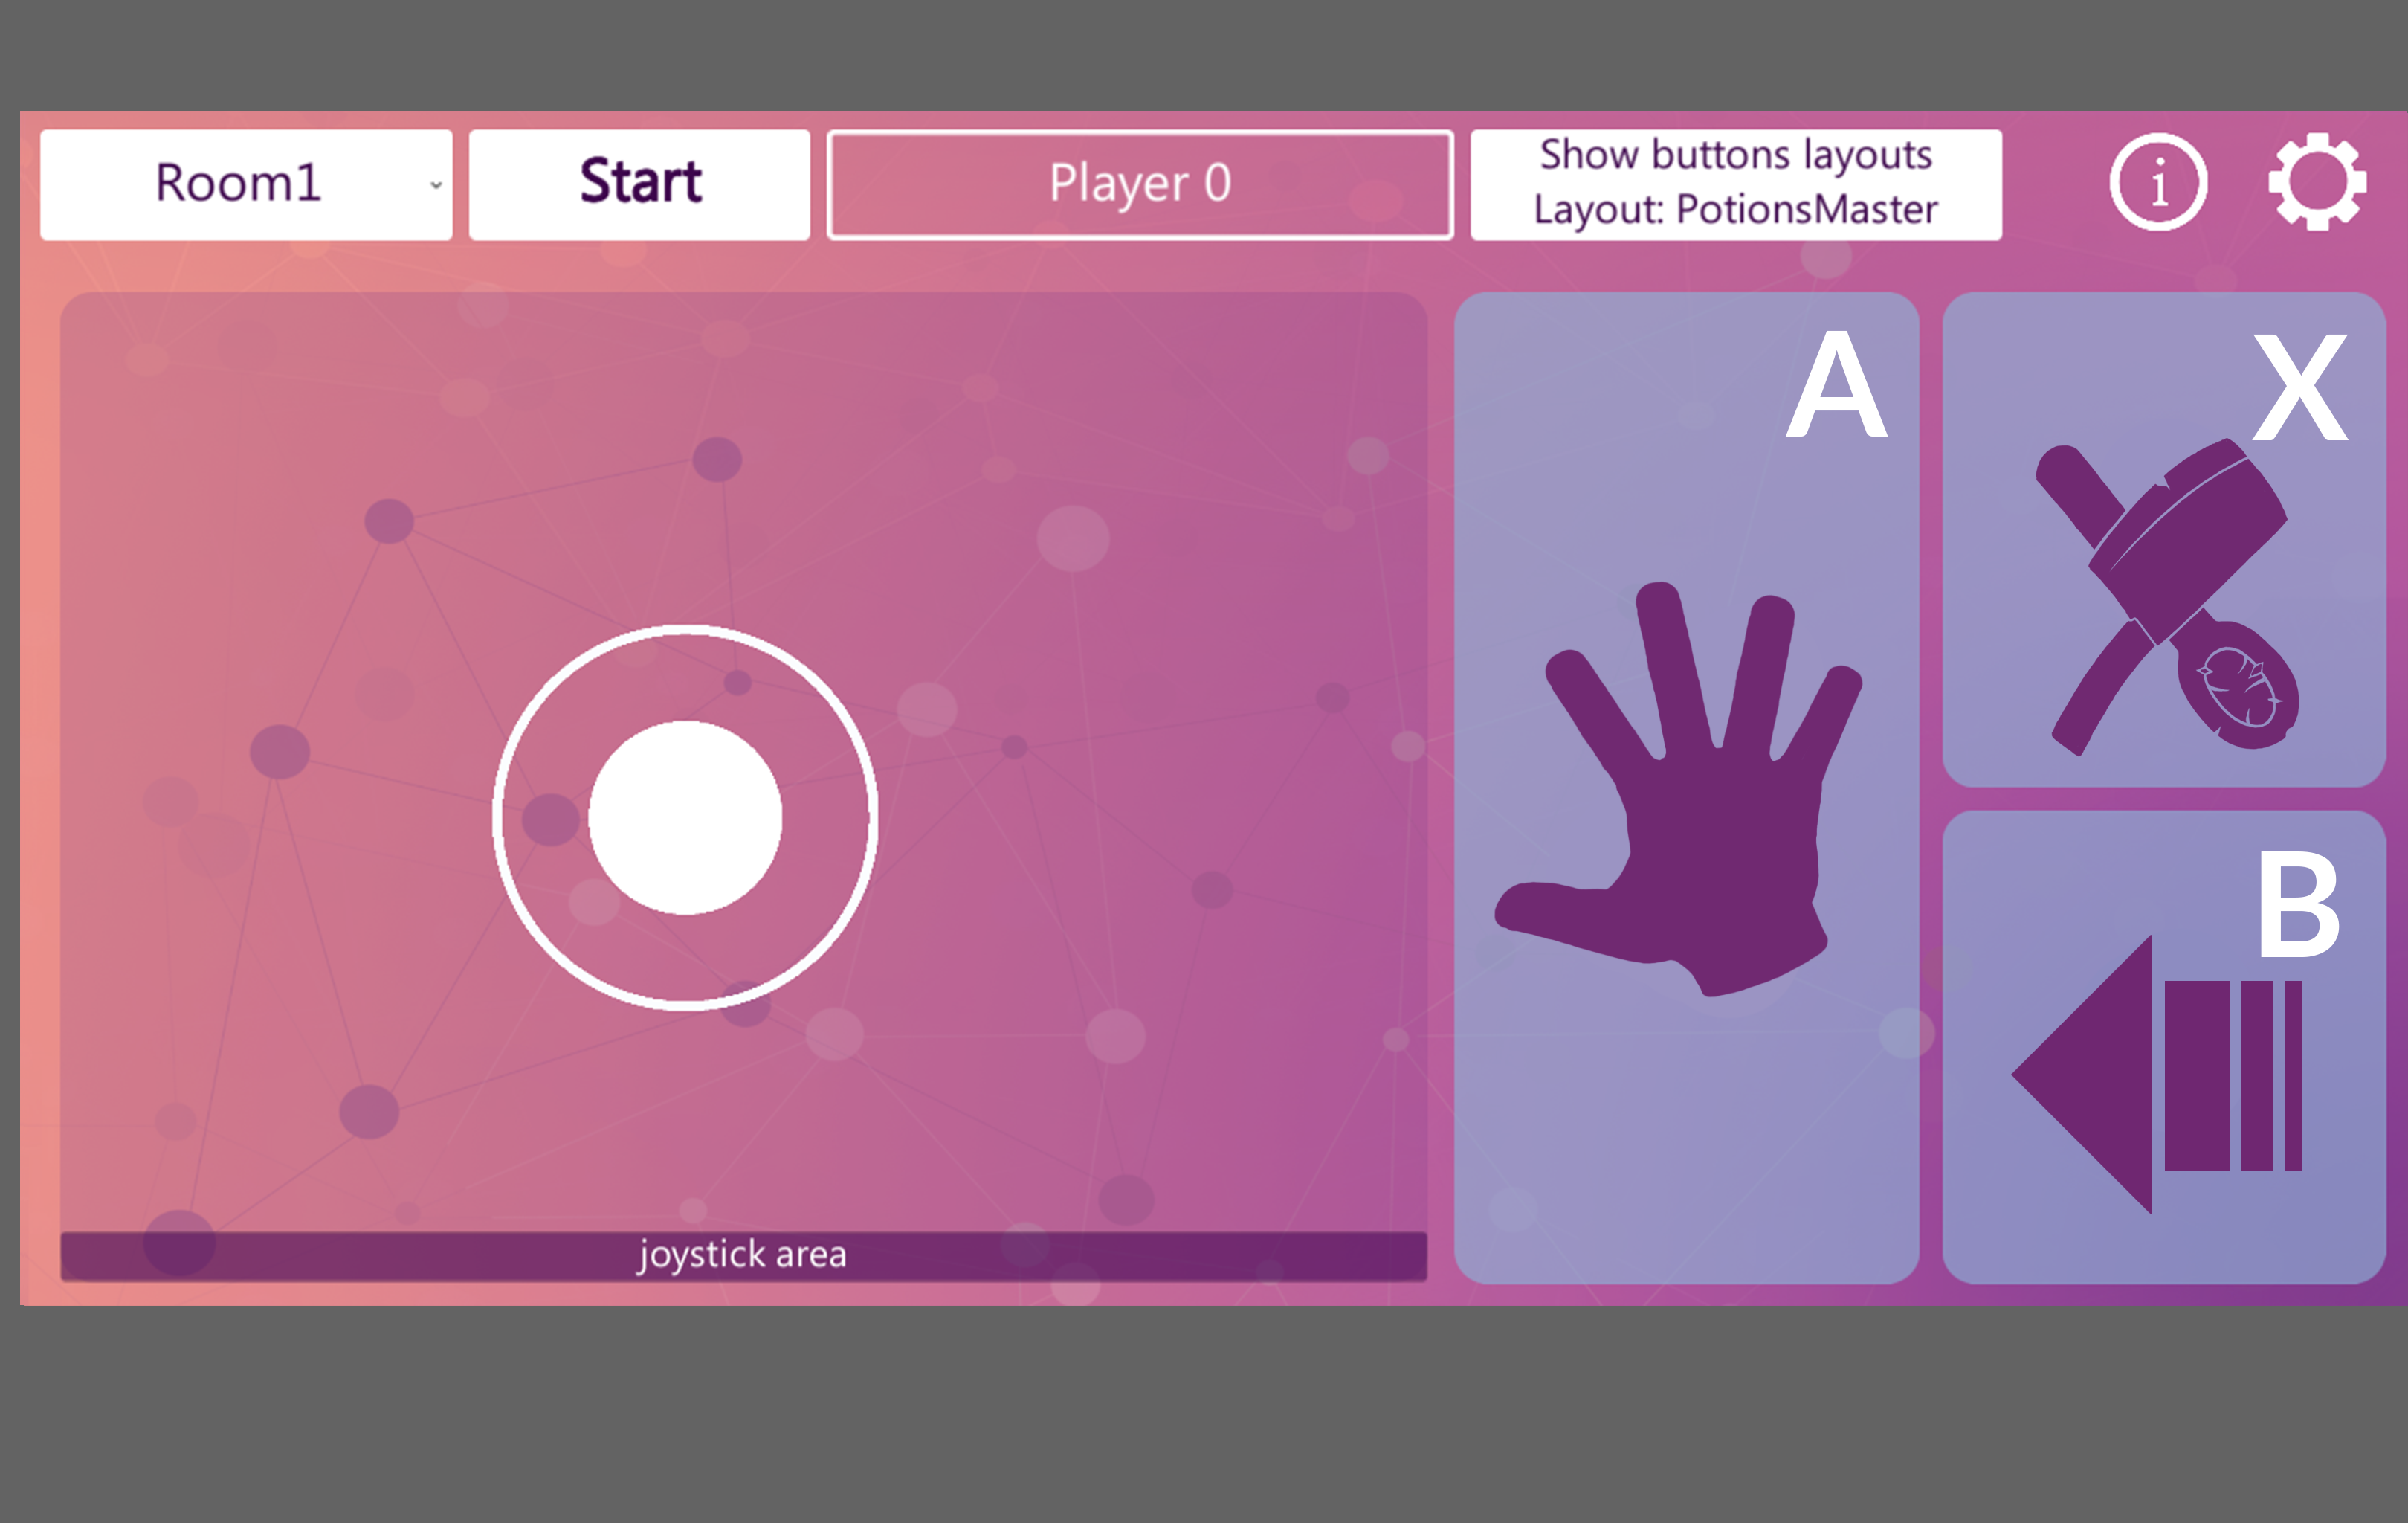 Room1
Start
Player 0
Show buttons layouts
Layout: PotionsMaster
i
A
X
B
joystick area